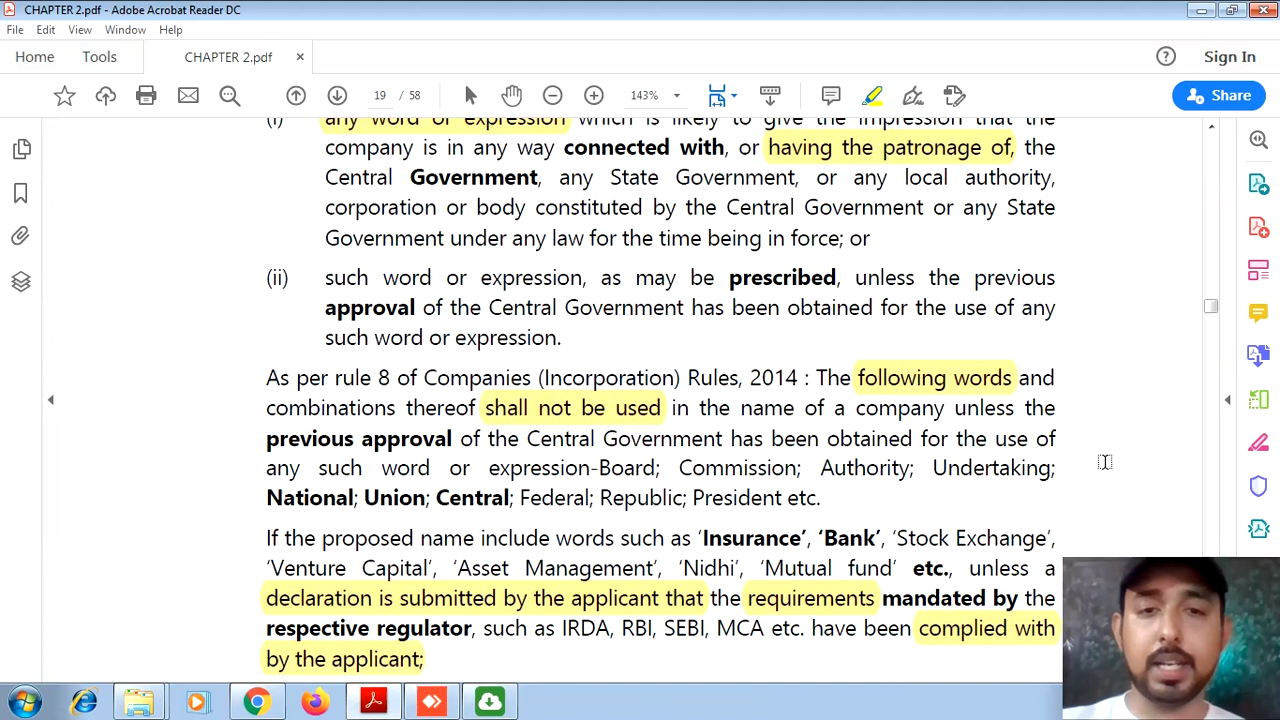 CHAPTER 2.pdf - Adobe Acrobat Reader DC
File Edit View Window Help
Home Tools CHAPTER 2.pdf × Sign In
19 / 58 143% Share
(i) any word or expression which is likely to give the impression that the
company is in any way connected with, or having the patronage of, the
Central Government, any State Government, or any local authority,
corporation or body constituted by the Central Government or any State
Government under any law for the time being in force; or
(ii) such word or expression, as may be prescribed, unless the previous
approval of the Central Government has been obtained for the use of any
such word or expression.
As per rule 8 of Companies (Incorporation) Rules, 2014 : The following words and
combinations thereof shall not be used in the name of a company unless the
previous approval of the Central Government has been obtained for the use of
any such word or expression-Board; Commission; Authority; Undertaking;
National; Union; Central; Federal; Republic; President etc.
If the proposed name include words such as ‘Insurance’, ‘Bank’, ‘Stock Exchange’,
‘Venture Capital’, ‘Asset Management’, ‘Nidhi’, ‘Mutual fund’ etc., unless a
declaration is submitted by the applicant that the requirements mandated by the
respective regulator, such as IRDA, RBI, SEBI, MCA etc. have been complied with
by the applicant;